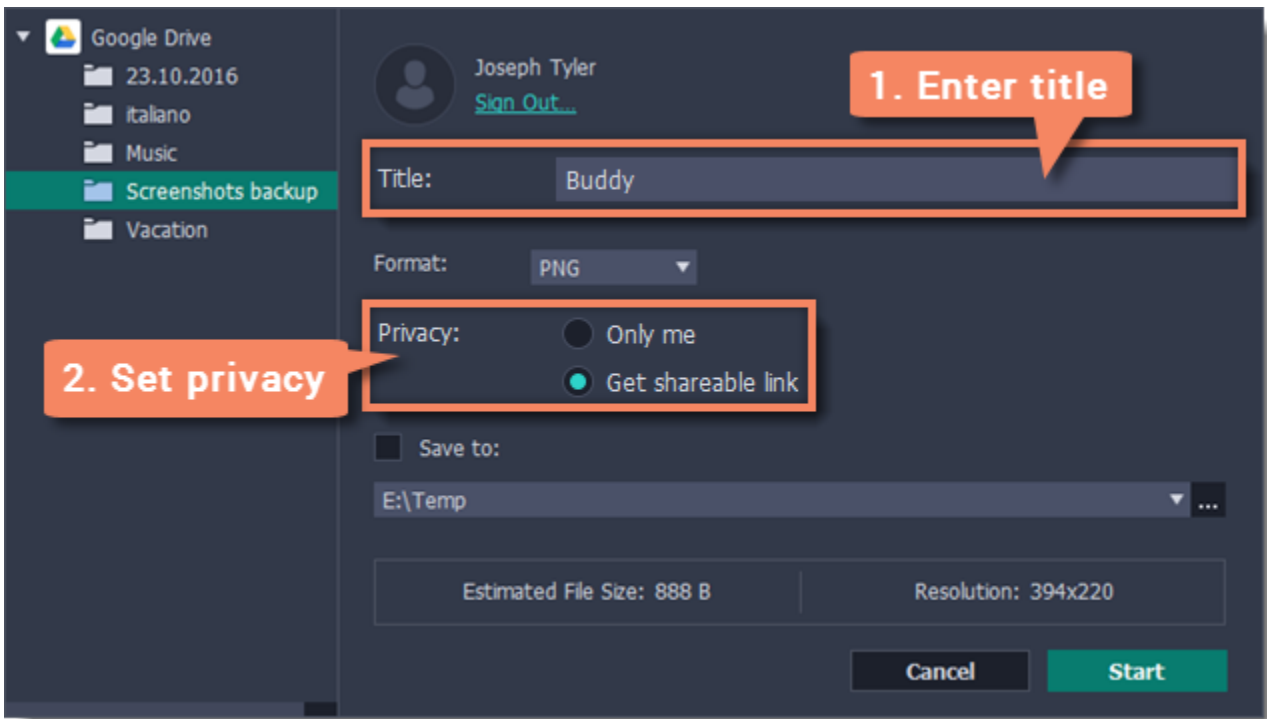 Google Drive
23.10.2016
italiano
Music
Screenshots backup
Vacation
Joseph Tyler
Sign Out...
1. Enter title
Title: Buddy
Format: PNG
2. Set privacy
Privacy: Only me
Get shareable link
Save to:
E:\Temp
...
Estimated File Size: 888 B Resolution: 394x220
Cancel Start